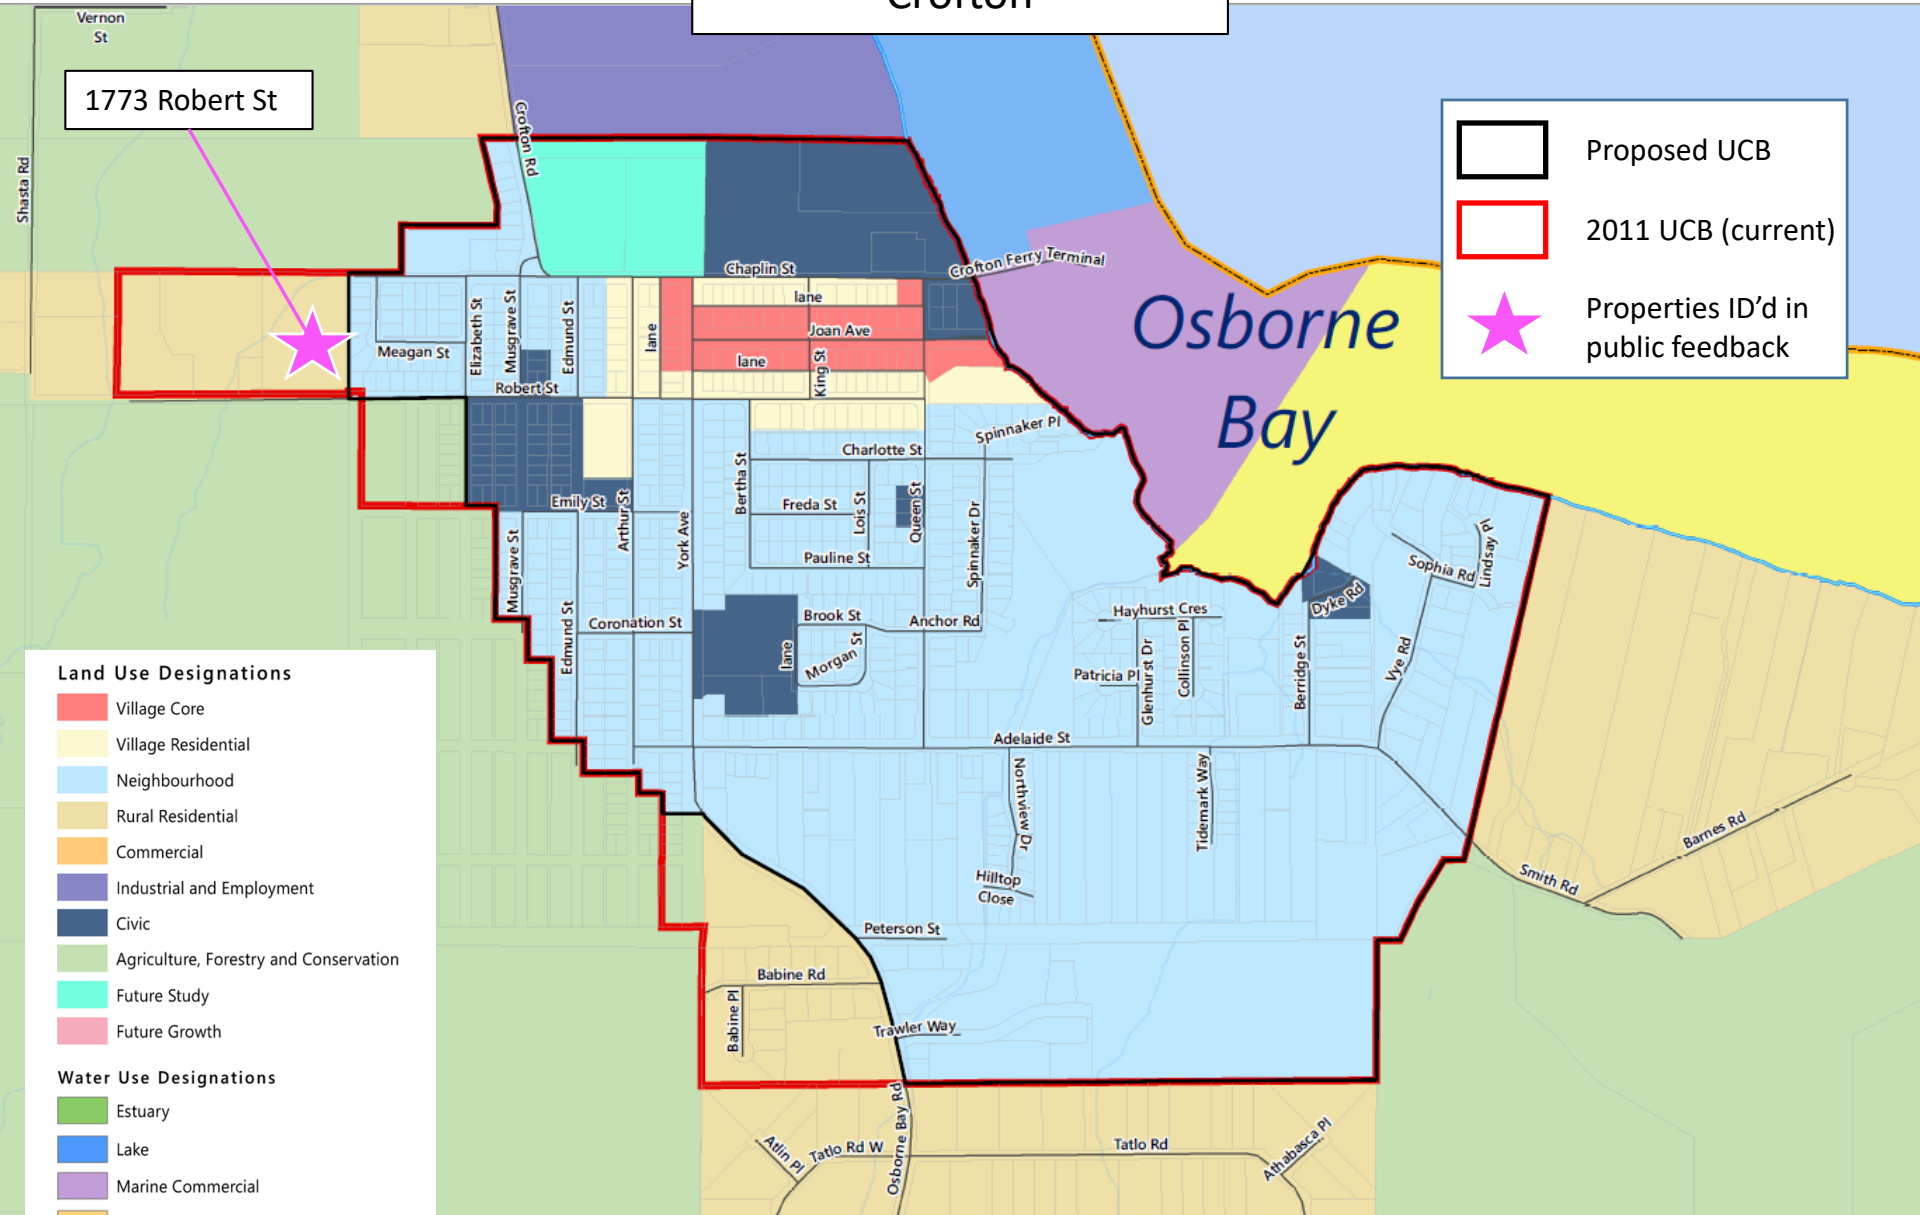 Crofton
Vernon
St
1773 Robert St
Shasta Rd
Crofton Rd
Proposed UCB
2011 UCB (current)
Properties ID’d in
public feedback
Crofton Ferry Terminal
Chaplin St
Osborne
Bay
lane
Joan Ave
lane
lane
King St
Meagan St
Elizabeth St
Musgrave St
Edmund St
Robert St
Spinnaker Pl
Charlotte St
Bertha St
Freda St
Lois St
Queen St
Emily St
Arthur St
York Ave
Spinnaker Dr
Pauline St
Musgrave St
Edmund St
Coronation St
Brook St
Anchor Rd
lane
Morgan St
Lindsay Pl
Sophia Rd
Dyke Rd
Hayhurst Cres
Collinson Pl
Glenhurst Dr
Patricia Pl
Berridge St
Vye Rd
Adelaide St
Northview Dr
Tidemark Way
Hilltop
Close
Barnes Rd
Smith Rd
Peterson St
Babine Rd
Babine Pl
Trawler Way
Osborne Bay Rd
Atlin Pl
Tatlo Rd W
Tatlo Rd
Athabasca Pl
Land Use Designations
Village Core
Village Residential
Neighbourhood
Rural Residential
Commercial
Industrial and Employment
Civic
Agriculture, Forestry and Conservation
Future Study
Future Growth
Water Use Designations
Estuary
Lake
Marine Commercial